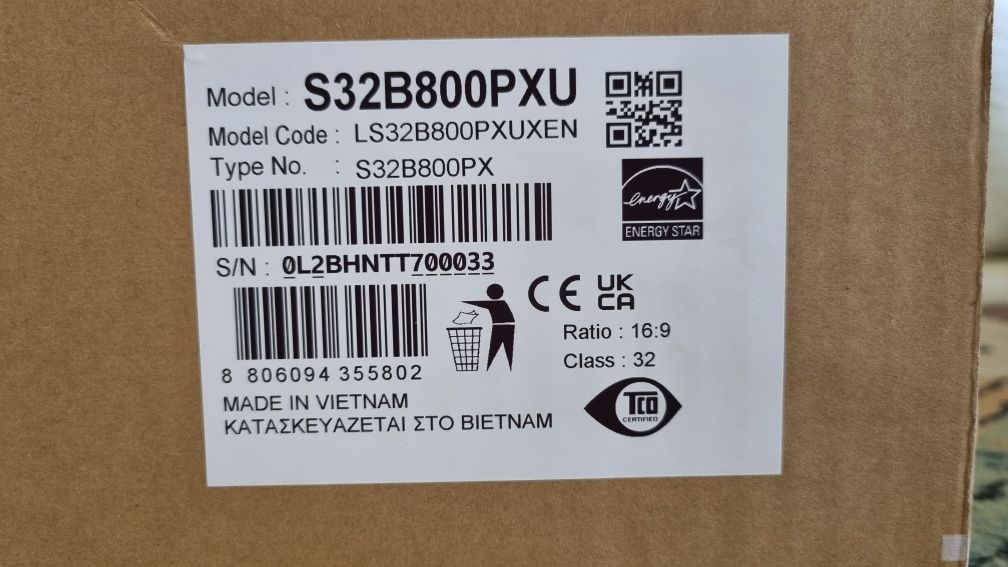 Model : S32B800PXU
Model Code : LS32B800PXUXEN
Type No. : S32B800PX
energy
ENERGY STAR
S/N : 0L2BHNTT700033
CE UK
CA
Ratio : 16:9
Class : 32
8 806094 355802
TCO
CERTIFIED
MADE IN VIETNAM
ΚΑΤΑΣΚΕΥΑΖΕΤΑΙ ΣΤΟ ΒΙΕΤΝΑΜ